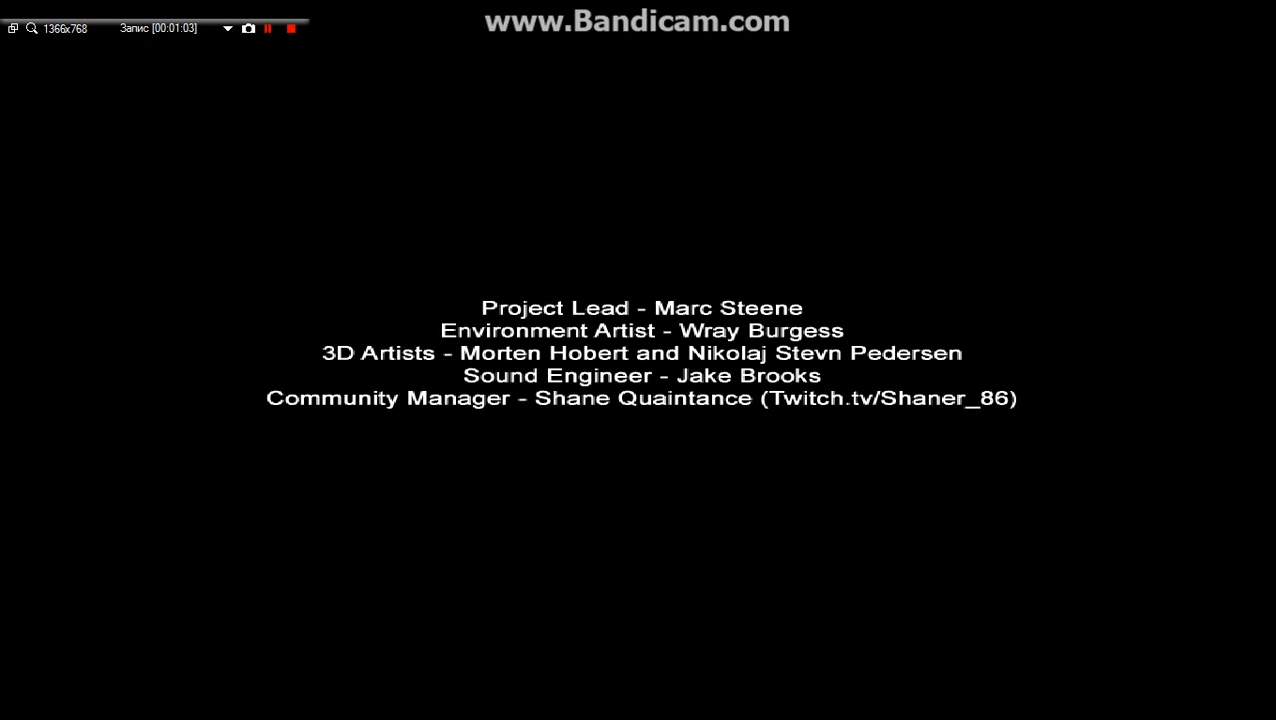 www.Bandicam.com
1366x768 Запис [00:01:03]
Project Lead - Marc Steene
Environment Artist - Wray Burgess
3D Artists - Morten Hobert and Nikolaj Stevn Pedersen
Sound Engineer - Jake Brooks
Community Manager - Shane Quaintance (Twitch.tv/Shaner_86)